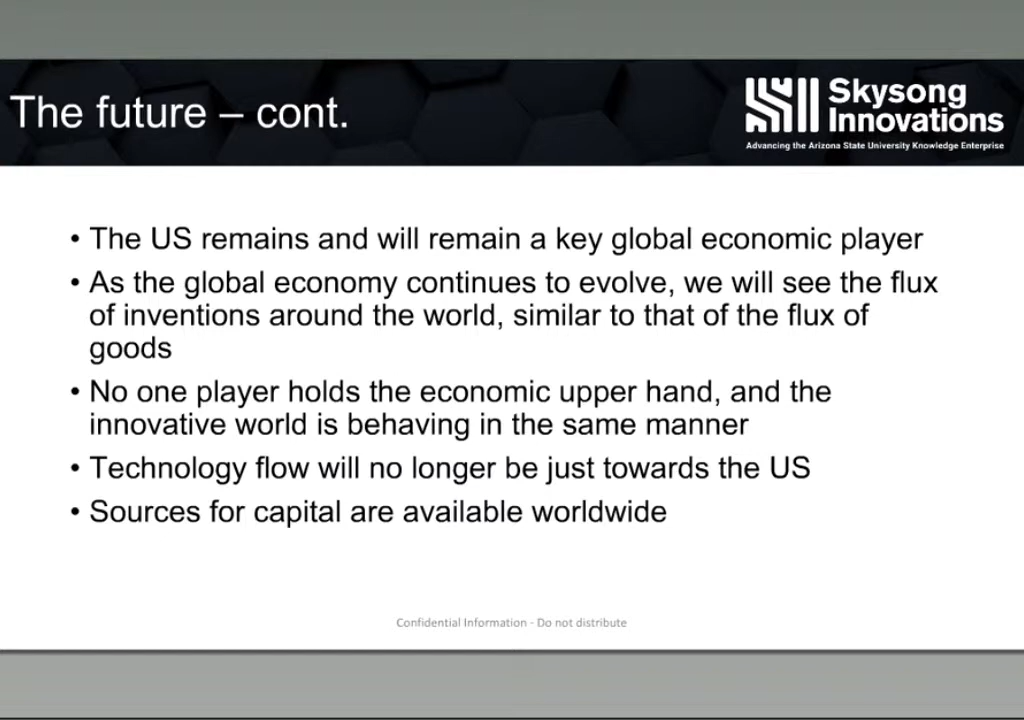 The future – cont.
Skysong
Innovations
Advancing the Arizona State University Knowledge Enterprise
• The US remains and will remain a key global economic player
• As the global economy continues to evolve, we will see the flux
of inventions around the world, similar to that of the flux of
goods
• No one player holds the economic upper hand, and the
innovative world is behaving in the same manner
• Technology flow will no longer be just towards the US
• Sources for capital are available worldwide
Confidential Information - Do not distribute